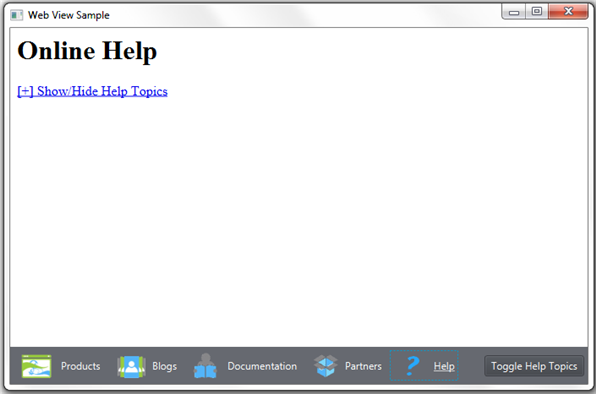 Web View Sample
Online Help
[+] Show/Hide Help Topics
Products Blogs Documentation Partners ? Help Toggle Help Topics